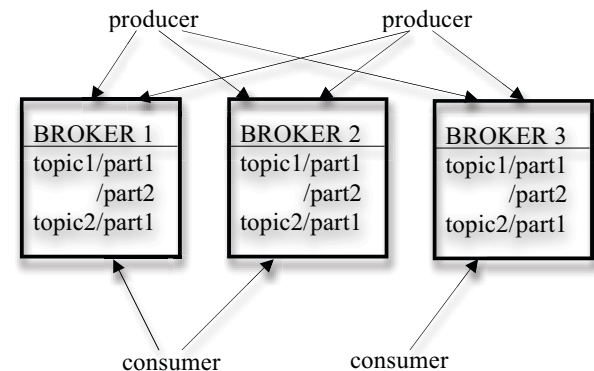 producer producer
BROKER 1
topic1/part1
/part2
topic2/part1
BROKER 2
topic1/part1
/part2
topic2/part1
BROKER 3
topic1/part1
/part2
topic2/part1
consumer consumer